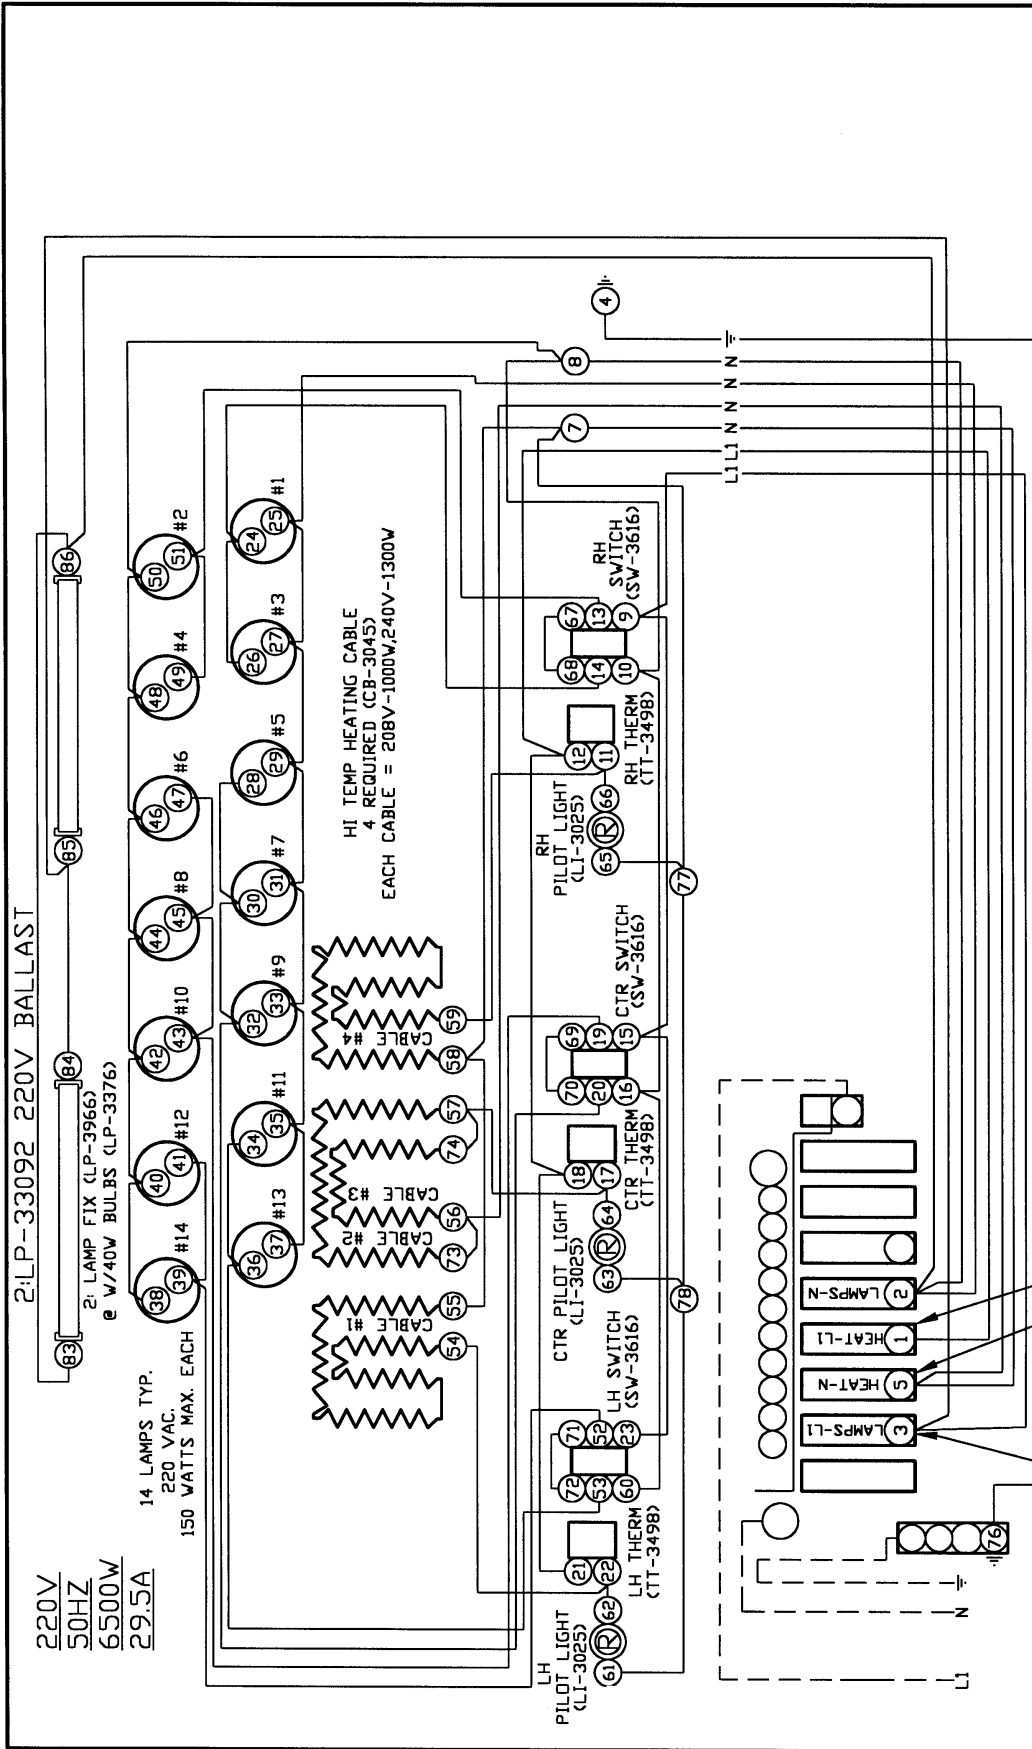 220V
50HZ
6500W
29.5A
14 LAMPS TYP.
220 VAC.
150 WATTS MAX. EACH
2:LP-33092 220V BALLAST
2: LAMP FIX (LP-3966)
@ W/40W BULBS (LP-3376)
83
84
85
86
38
39
#14
40
41
#12
42
43
#10
44
45
#8
46
47
#6
48
49
#4
50
51
#2
36
37
#13
34
35
#11
32
33
#9
30
31
#7
28
29
#5
26
27
#3
24
25
#1
HI TEMP HEATING CABLE
4 REQUIRED (CB-3045)
EACH CABLE = 208V-1000W,240V-1300W
CABLE #1
54
55
CABLE #2
73
56
CABLE #3
74
57
CABLE #4
58
59
LH
PILOT LIGHT
(LI-3025)
61
R
62
21
22
LH THERM
(TT-3498)
72
71
53
52
60
23
LH SWITCH
(SW-3616)
CTR PILOT LIGHT
(LI-3025)
63
R
64
18
17
CTR THERM
(TT-3498)
70
69
20
19
16
15
CTR SWITCH
(SW-3616)
RH
PILOT LIGHT
(LI-3025)
65
R
66
12
11
RH THERM
(TT-3498)
68
67
14
13
10
9
RH
SWITCH
(SW-3616)
78
77
7
8
4
L1
L1
N
N
N
N
76
LAMPS-L1
3
HEAT-N
5
HEAT-L1
1
LAMPS-N
2
L1
N